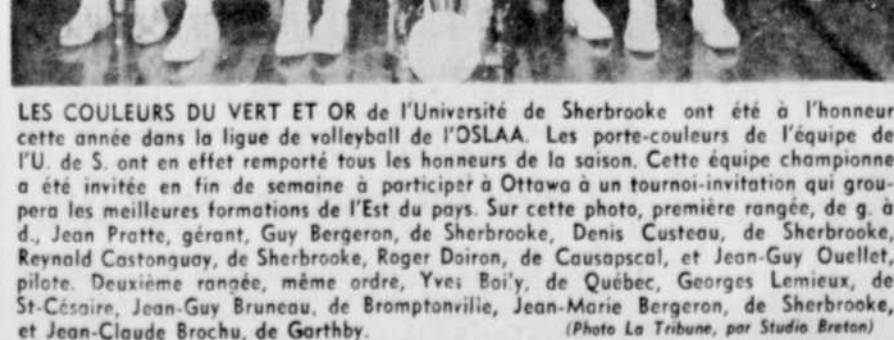 LES COULEURS DU VERT ET OR de l'Université de Sherbrooke ont été à l'honneur
cette année dans la ligue de volleyball de l'OSLAA. Les porte-couleurs de l'équipe de
l'U. de S. ont en effet remporté tous les honneurs de la saison. Cette équipe championne
a été invitée en fin de semaine à participer à Ottawa à un tournoi-invitation qui grou-
pera les meilleures formations de l'Est du pays. Sur cette photo, première rangée, de g. à
d., Jean Pratte, gérant, Guy Bergeron, de Sherbrooke, Denis Custeau, de Sherbrooke,
Reynald Castonguay, de Sherbrooke, Roger Doiron, de Causapscal, et Jean-Guy Ouellet,
pilote. Deuxième rangée, même ordre, Yves Boi'y, de Québec, Georges Lemieux, de
St-Césaire, Jean-Guy Bruneau, de Bromptonville, Jean-Marie Bergeron, de Sherbrooke,
et Jean-Claude Brochu, de Garthby. (Photo La Tribune, par Studio Breton)